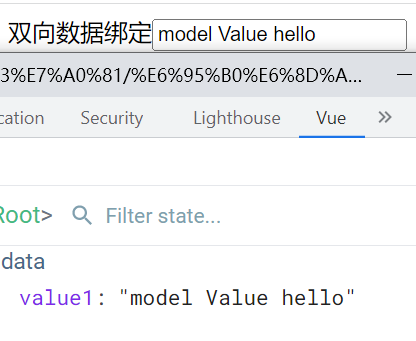 双向数据绑定 model Value hello
3%E7%A0%81/%E6%95%B0%E6%8D%A...
cation Security Lighthouse Vue
Root> Filter state...
data
value1: "model Value hello"